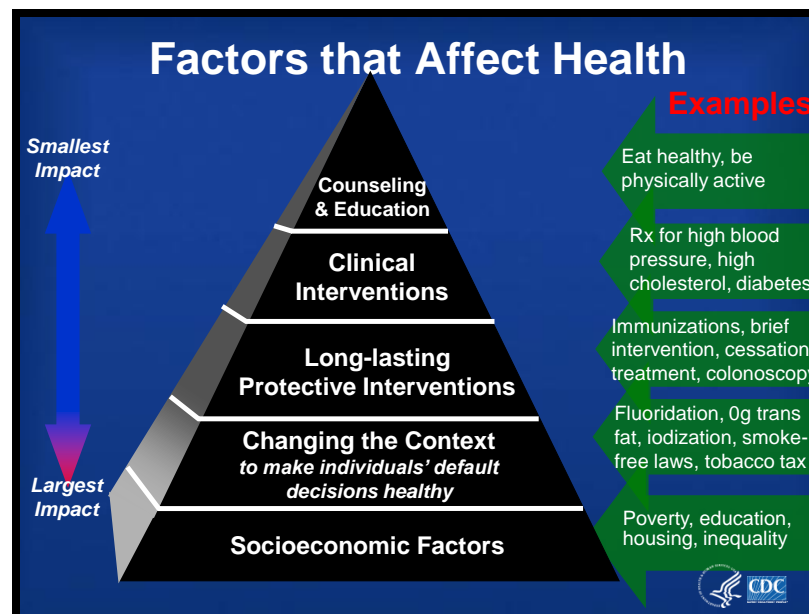 Factors that Affect Health
Examples
Smallest
Impact
Counseling
& Education
Eat healthy, be
physically active
Clinical
Interventions
Rx for high blood
pressure, high
cholesterol, diabetes
Long-lasting
Protective Interventions
Immunizations, brief
intervention, cessation
treatment, colonoscopy
Changing the Context
to make individuals’ default
decisions healthy
Fluoridation, 0g trans
fat, iodization, smoke-
free laws, tobacco tax
Largest
Impact
Socioeconomic Factors
Poverty, education,
housing, inequality
CDC